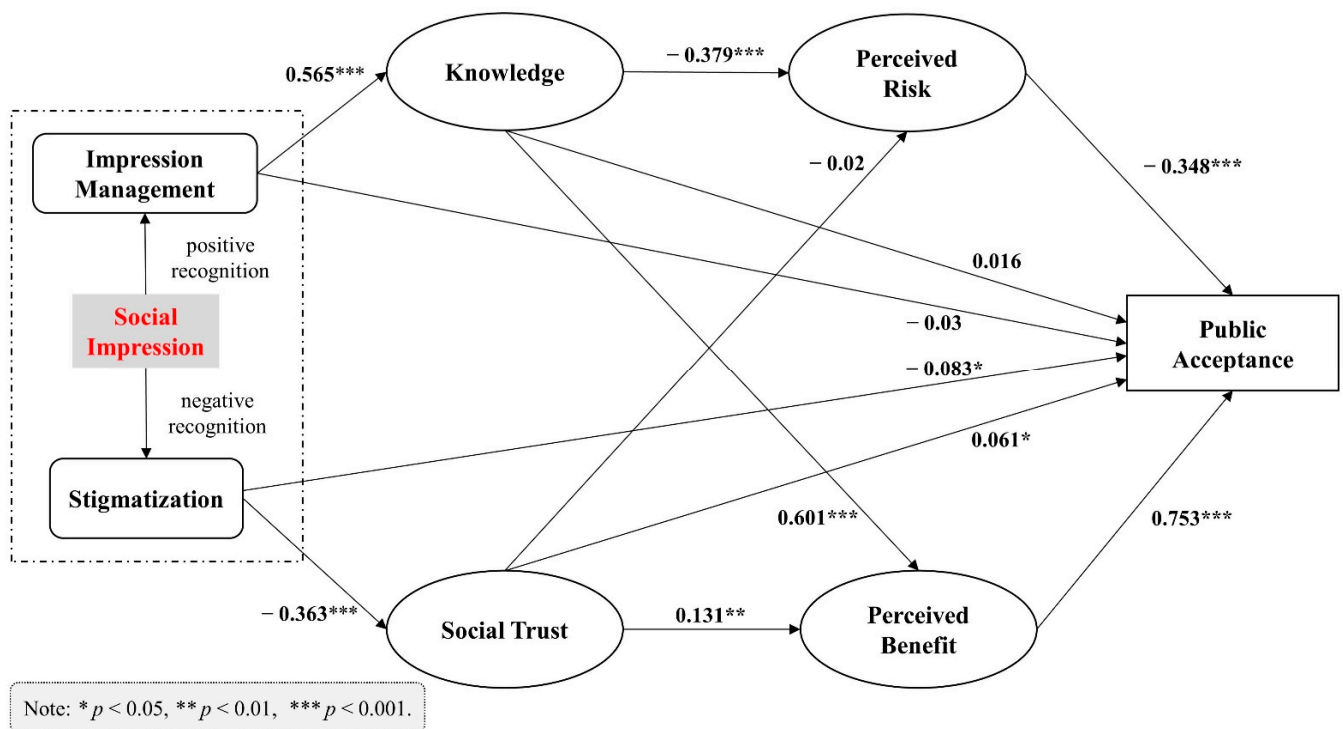 0.565***
Knowledge
− 0.379***
Perceived
Risk
Impression
Management
− 0.02
− 0.348***
positive
recognition
0.016
Social
Impression
− 0.03
Public
Acceptance
− 0.083*
negative
recognition
0.061*
Stigmatization
0.601***
0.753***
− 0.363***
Social Trust
0.131**
Perceived
Benefit
Note: * p < 0.05, ** p < 0.01, *** p < 0.001.